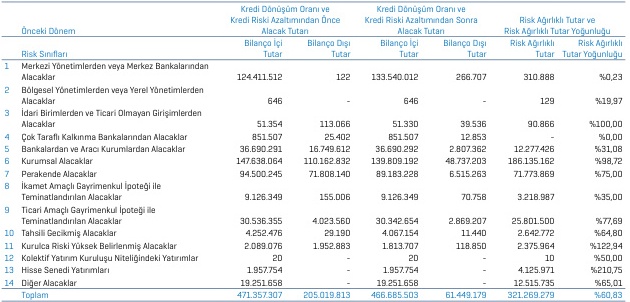 Kredi Dönüşüm Oranı ve Kredi Dönüşüm Oranı ve
Kredi Riski Azaltımından Önce Kredi Riski Azaltımından Sonra Risk Ağırlıklı Tutar ve
Önceki Dönem Alacak Tutarı Alacak Tutarı Risk Ağırlıklı Tutar Yoğunluğu
Bilanço İçi Bilanço Dışı Bilanço İçi Bilanço Dışı Risk Ağırlıklı Risk Ağırlıklı
Risk Sınıfları Tutar Tutar Tutar Tutar Tutar Tutar Yoğunluğu
1 Merkezi Yönetimlerden veya Merkez Bankalarından
Alacaklar 124.411.512 122 133.540.012 266.707 310.888 %0,23
2 Bölgesel Yönetimlerden veya Yerel Yönetimlerden
Alacaklar 646 - 646 - 129 %19,97
3 İdari Birimlerden ve Ticari Olmayan Girişimlerden
Alacaklar 51.354 113.066 51.330 39.536 90.866 %100,00
4 Çok Taraflı Kalkınma Bankalarından Alacaklar 851.507 25.402 851.507 12.853 - %0,00
5 Bankalardan ve Aracı Kurumlardan Alacaklar 36.690.291 16.749.612 36.690.292 2.807.362 12.277.426 %31,08
6 Kurumsal Alacaklar 147.638.064 110.162.832 139.809.192 48.737.203 186.135.162 %98,72
7 Perakende Alacaklar 94.500.245 71.808.140 89.183.228 6.515.263 71.773.869 %75,00
8 İkamet Amaçlı Gayrimenkul İpoteği ile
Teminatlandırılan Alacaklar 9.126.349 155.006 9.126.349 70.758 3.218.987 %35,00
9 Ticari Amaçlı Gayrimenkul İpoteği ile
Teminatlandırılan Alacaklar 30.536.355 4.023.560 30.342.654 2.869.207 25.801.500 %77,69
10 Tahsili Gecikmiş Alacaklar 4.252.476 29.190 4.067.154 11.440 2.642.772 %64,80
11 Kurulca Riski Yüksek Belirlenmiş Alacaklar 2.089.076 1.952.883 1.813.707 118.850 2.375.964 %122,94
12 Kolektif Yatırım Kuruluşu Niteliğindeki Yatırımlar 20 - 20 - 10 %50,00
13 Hisse Senedi Yatırımları 1.957.754 - 1.957.754 - 4.125.971 %210,75
14 Diğer Alacaklar 19.251.658 - 19.251.658 - 12.515.735 %65,01
Toplam 471.357.307 205.019.813 466.685.503 61.449.179 321.269.279 %60,83